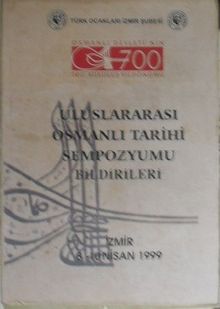 TÜRK OCAKLARI İZMİR ŞUBESİ
OSMANLI DEVLETİ'NİN
700
ULUSLARARASI
OSMANLI TARİHİ
SEMPOZYUMU
BİLDİRİLERİ
İZMİR
NİSAN 1999